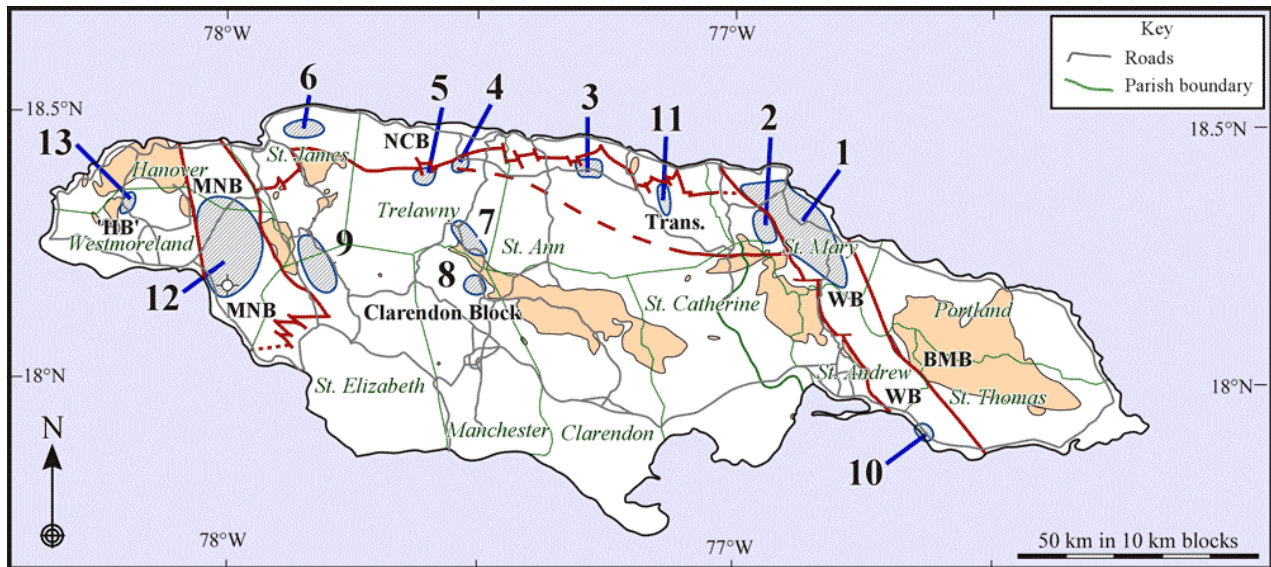 78°W
77°W
Key
Roads
Parish boundary
6
5
4
3
11
2
1
18.5°N
18.5°N
13
NCB
St. James
Hanover
MNB
Trelawny
7
Trans.
'HB'
Westmoreland
9
St. Ann
St. Mary
8
12
MNB
Clarendon Block
St. Catherine
WB
Portland
18°N
St. Elizabeth
St. Andrew
BMB
18°N
WB
St. Thomas
N
Manchester
Clarendon
10
78°W
77°W
50 km in 10 km blocks